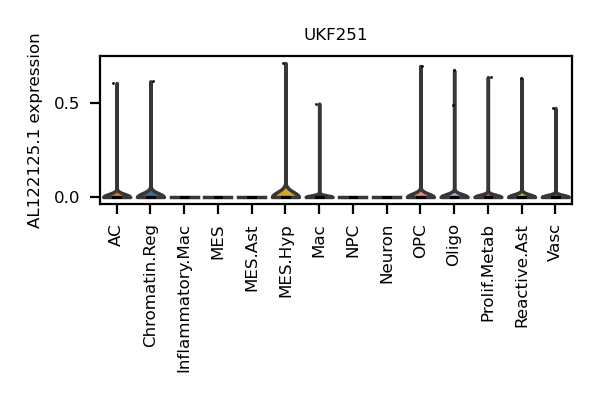 UKF251
AL122125.1 expression
0.5
0.0
AC
Chromatin.Reg
Inflammatory.Mac
MES
MES.Ast
MES.Hyp
Mac
NPC
Neuron
OPC
Oligo
Prolif.Metab
Reactive.Ast
Vasc